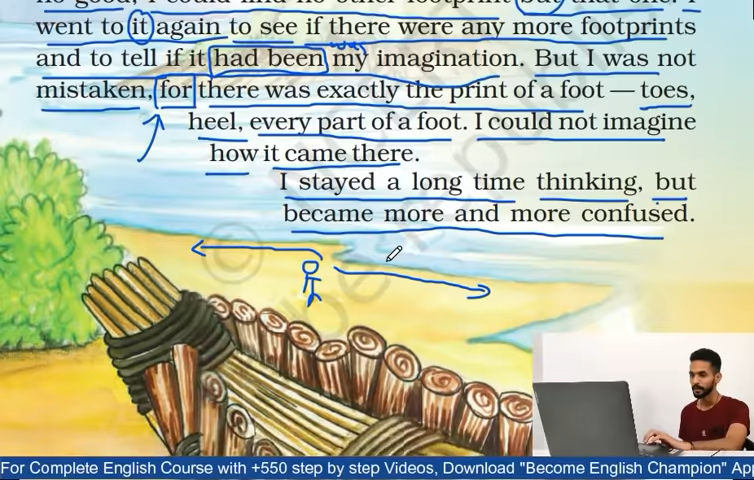 no good, I could find no other footprint but that one. I
went to it again to see if there were any more footprints
and to tell if it had been my imagination. But I was not
mistaken, for there was exactly the print of a foot — toes,
heel, every part of a foot. I could not imagine
how it came there.
I stayed a long time thinking, but
became more and more confused.
For Complete English Course with +550 step by step Videos, Download "Become English Champion" Ap